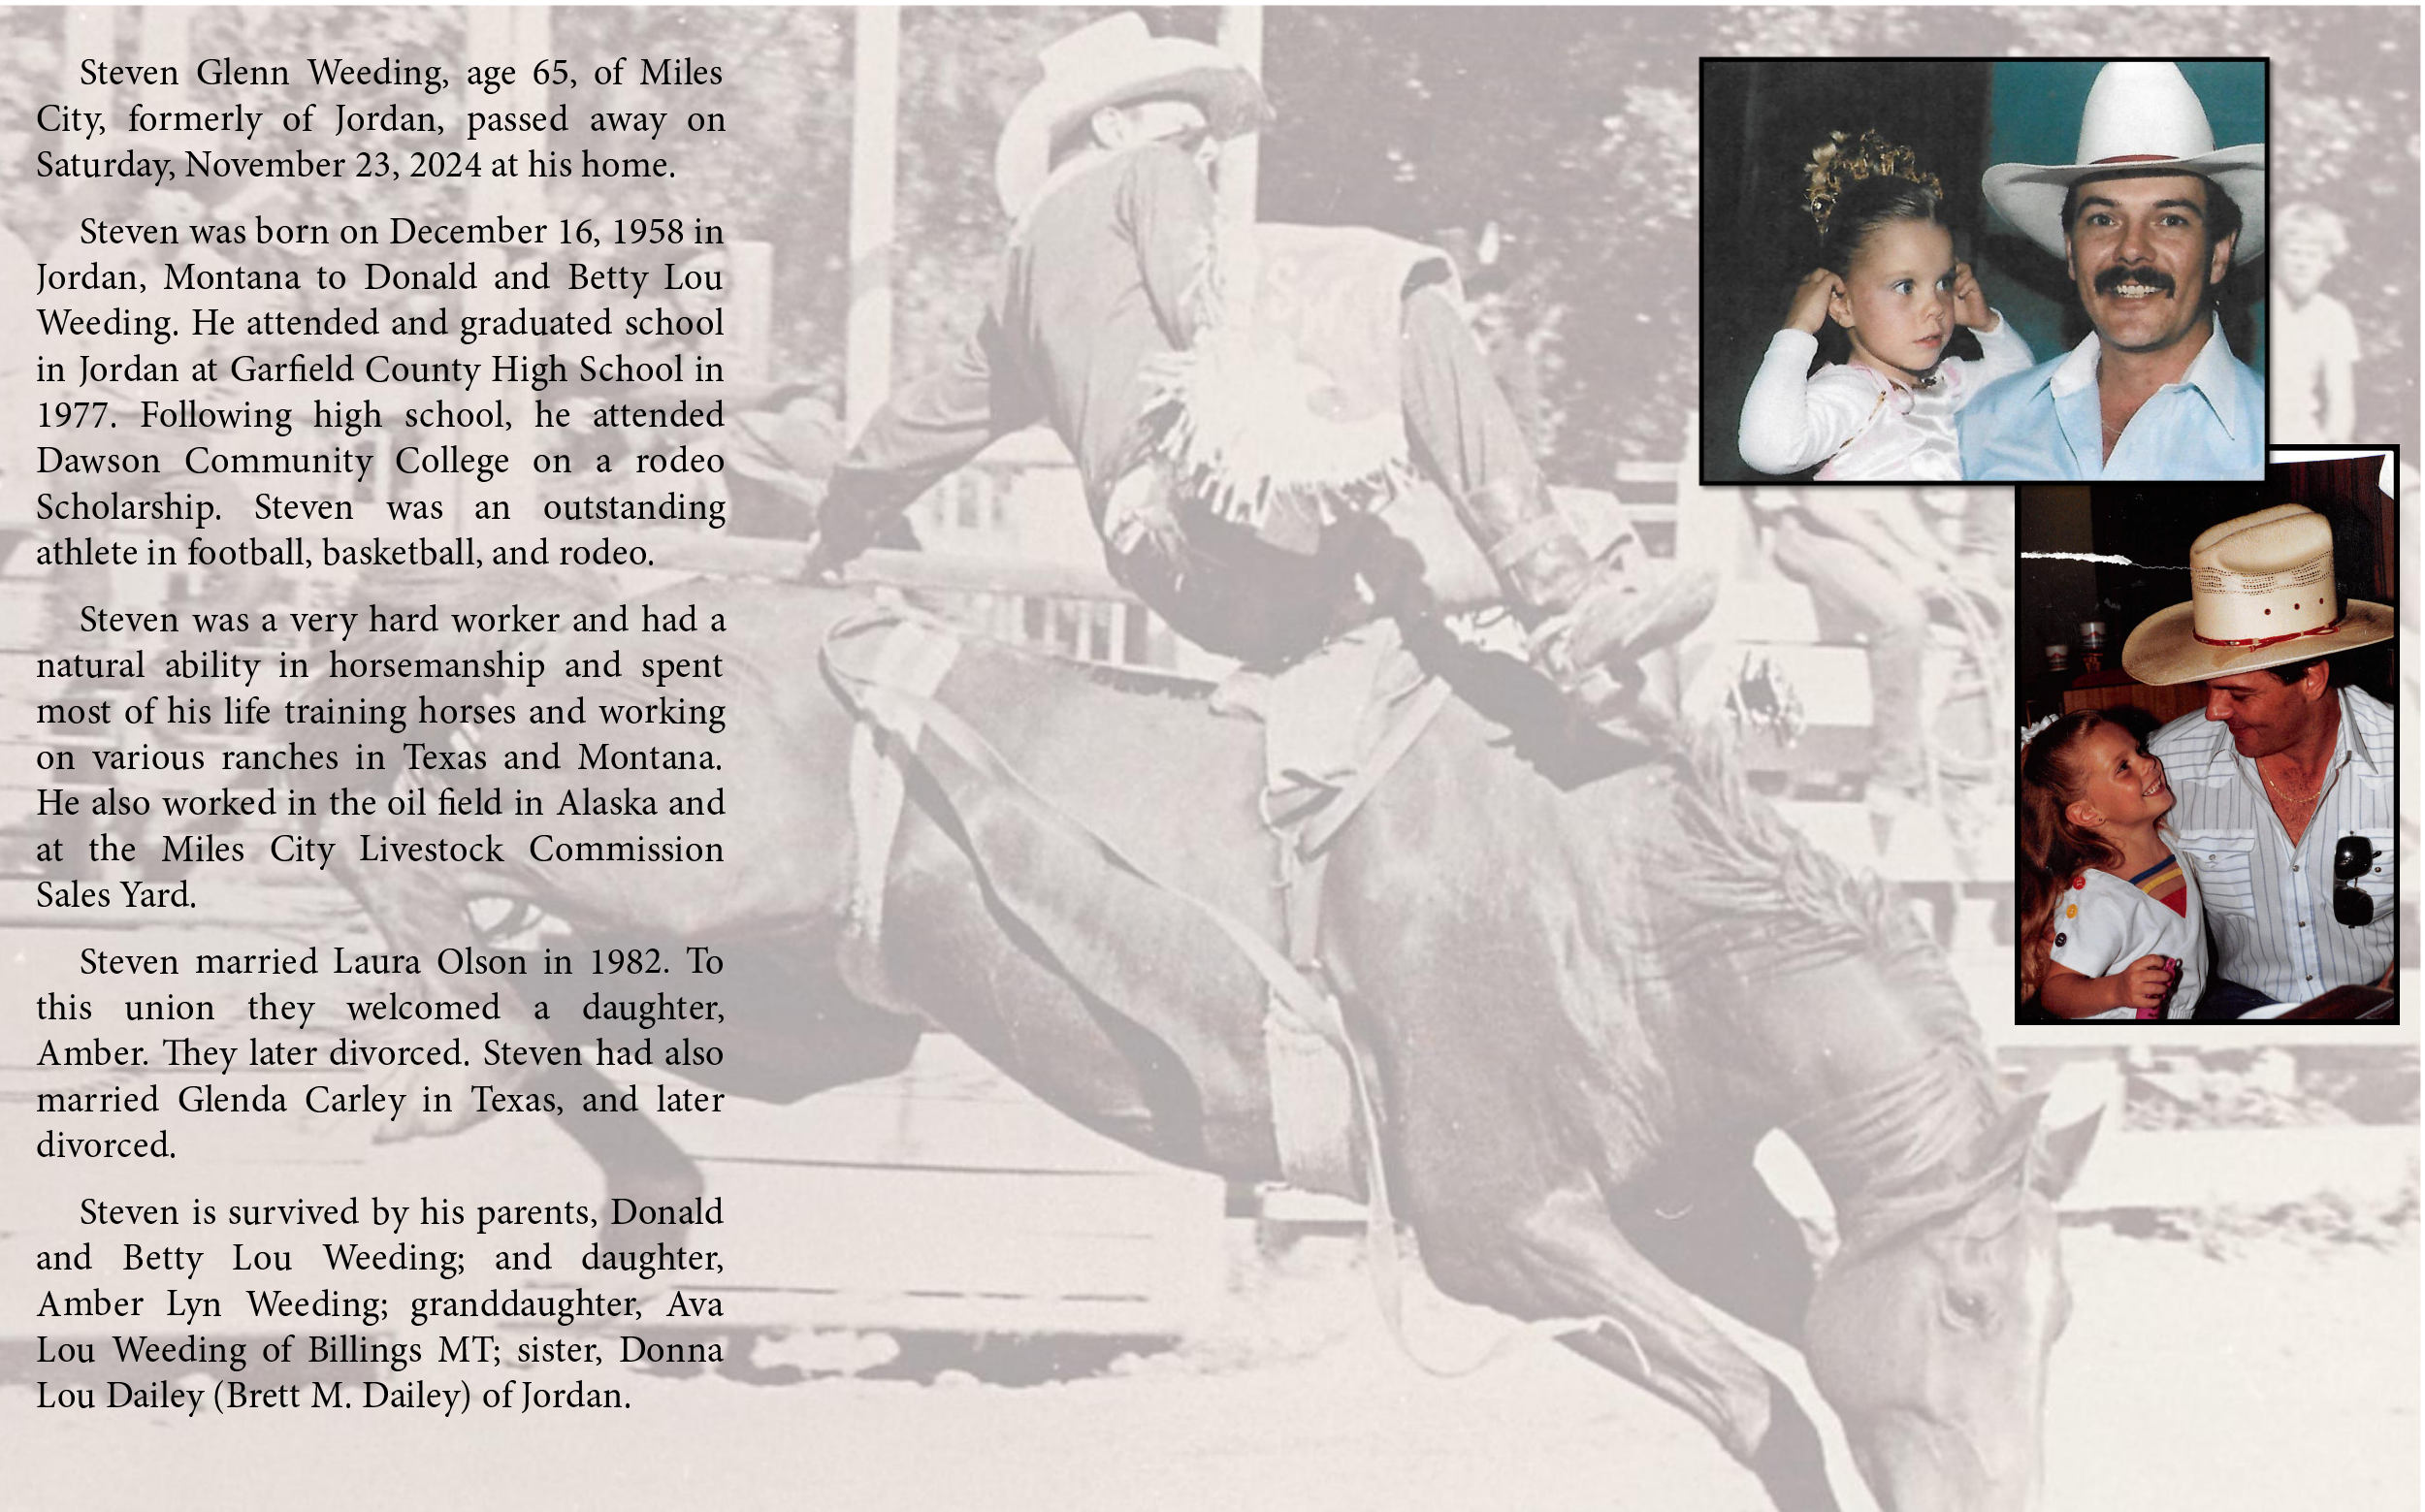 Steven Glenn Weeding, age 65, of Miles
City, formerly of Jordan, passed away on
Saturday, November 23, 2024 at his home.
Steven was born on December 16, 1958 in
Jordan, Montana to Donald and Betty Lou
Weeding. He attended and graduated school
in Jordan at Garfield County High School in
1977. Following high school, he attended
Dawson Community College on a rodeo
Scholarship. Steven was an outstanding
athlete in football, basketball, and rodeo.
Steven was a very hard worker and had a
natural ability in horsemanship and spent
most of his life training horses and working
on various ranches in Texas and Montana.
He also worked in the oil field in Alaska and
at the Miles City Livestock Commission
Sales Yard.
Steven married Laura Olson in 1982. To
this union they welcomed a daughter,
Amber. They later divorced. Steven had also
married Glenda Carley in Texas, and later
divorced.
Steven is survived by his parents, Donald
and Betty Lou Weeding; and daughter,
Amber Lyn Weeding; granddaughter, Ava
Lou Weeding of Billings MT; sister, Donna
Lou Dailey (Brett M. Dailey) of Jordan.